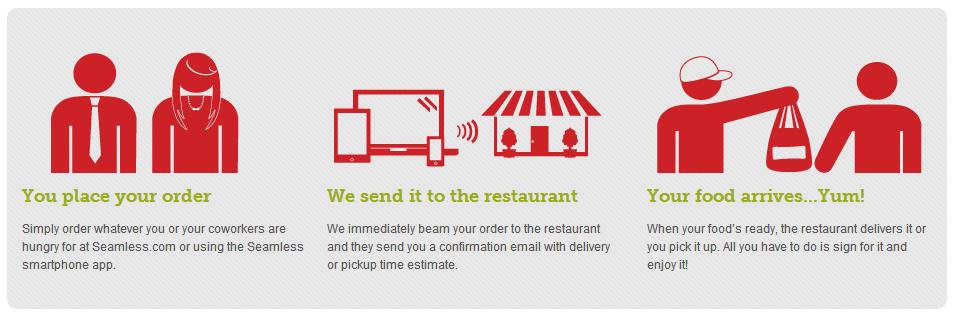 You place your order
Simply order whatever you or your coworkers are
hungry for at Seamless.com or using the Seamless
smartphone app.
We send it to the restaurant
We immediately beam your order to the restaurant
and they send you a confirmation email with delivery
or pickup time estimate.
Your food arrives...Yum!
When your food's ready, the restaurant delivers it or
you pick it up. All you have to do is sign for it and
enjoy it!